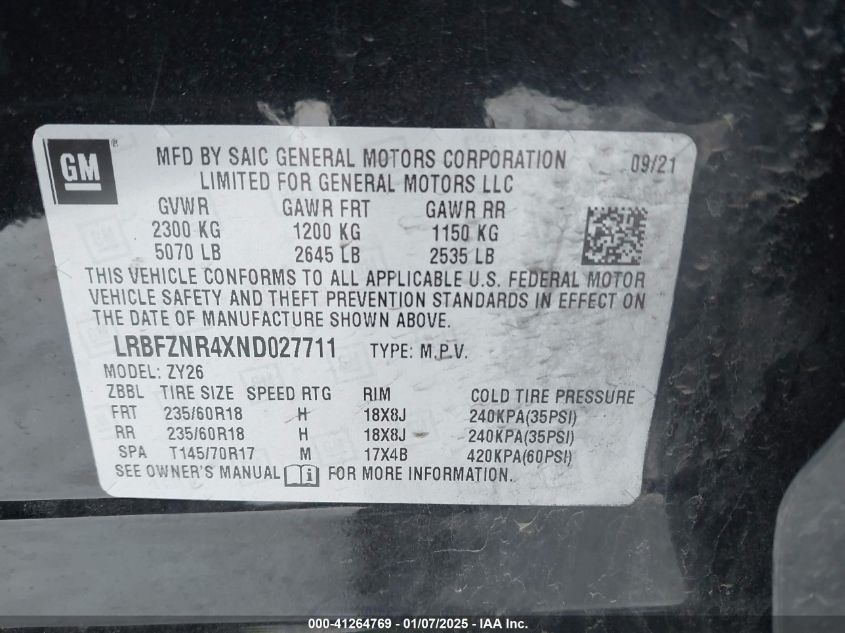 GM
MFD BY SAIC GENERAL MOTORS CORPORATION 09/21
LIMITED FOR GENERAL MOTORS LLC
GVWR GAWR FRT GAWR RR
2300 KG 1200 KG 1150 KG
5070 LB 2645 LB 2535 LB
THIS VEHICLE CONFORMS TO ALL APPLICABLE U.S. FEDERAL MOTOR
VEHICLE SAFETY AND THEFT PREVENTION STANDARDS IN EFFECT ON
THE DATE OF MANUFACTURE SHOWN ABOVE.
LRBFZNR4XND027711 TYPE: M.P.V.
MODEL: ZY26
ZBBL TIRE SIZE SPEED RTG RIM COLD TIRE PRESSURE
FRT 235/60R18 H 18X8J 240KPA(35PSI)
RR 235/60R18 H 18X8J 240KPA(35PSI)
SPA T145/70R17 M 17X4B 420KPA(60PSI)
SEE OWNER'S MANUAL FOR MORE INFORMATION.
000-41264769 - 01/07/2025 - IAA Inc.